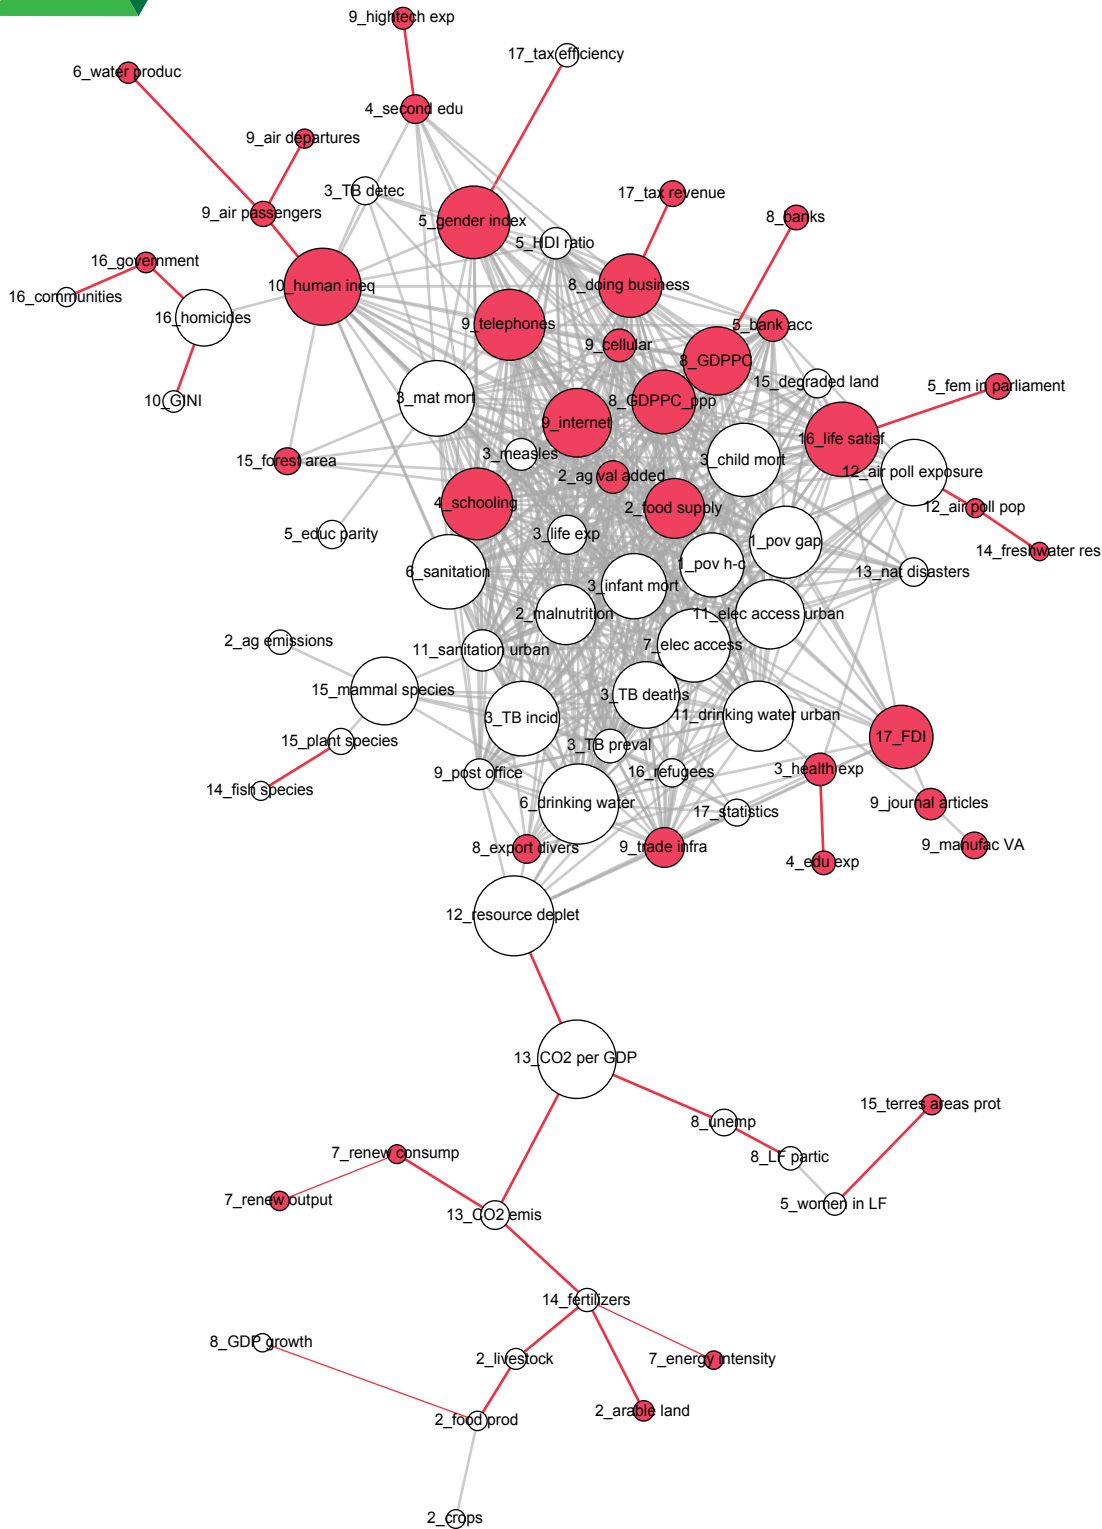 9_hightech exp
17_tax efficiency
6_water produc
4_second edu
9_air departures
3_TB detec
17_tax revenue
9_air passengers
5_gender index
8_banks
5_HDI ratio
16_government
10_human ineq
8_doing business
16_communities
16_homicides
9_telephones
5_bank acc
9_cellular
8_GDPPC
15_degraded land
5_fem in parliament
10_GINI
3_mat mort
8_GDPPC_ppp
9_internet
16_life satisf
3_measles
3_child mort
15_forest area
12_air poll exposure
2_ag val added
4_schooling
2_food supply
12_air poll pop
5_educ parity
3_life exp
1_pov gap
14_freshwater res
6_sanitation
1_pov h-c
13_nat disasters
3_infant mort
2_malnutrition
11_elec access urban
2_ag emissions
11_sanitation urban
7_elec access
15_mammal species
3_TB deaths
3_TB incid
11_drinking water urban
15_plant species
3_TB preval
17_FDI
9_post office
16_refugees
3_health exp
14_fish species
6_drinking water
9_journal articles
17_statistics
8_export divers
9_trade infra
9_manufac VA
4_edu exp
12_resource deplet
13_CO2 per GDP
15_terres areas prot
8_unemp
7_renew consump
8_LF partic
7_renew output
5_women in LF
13_CO2 emis
14_fertilizers
8_GDP growth
2_livestock
7_energy intensity
2_arable land
2_food prod
2_crops